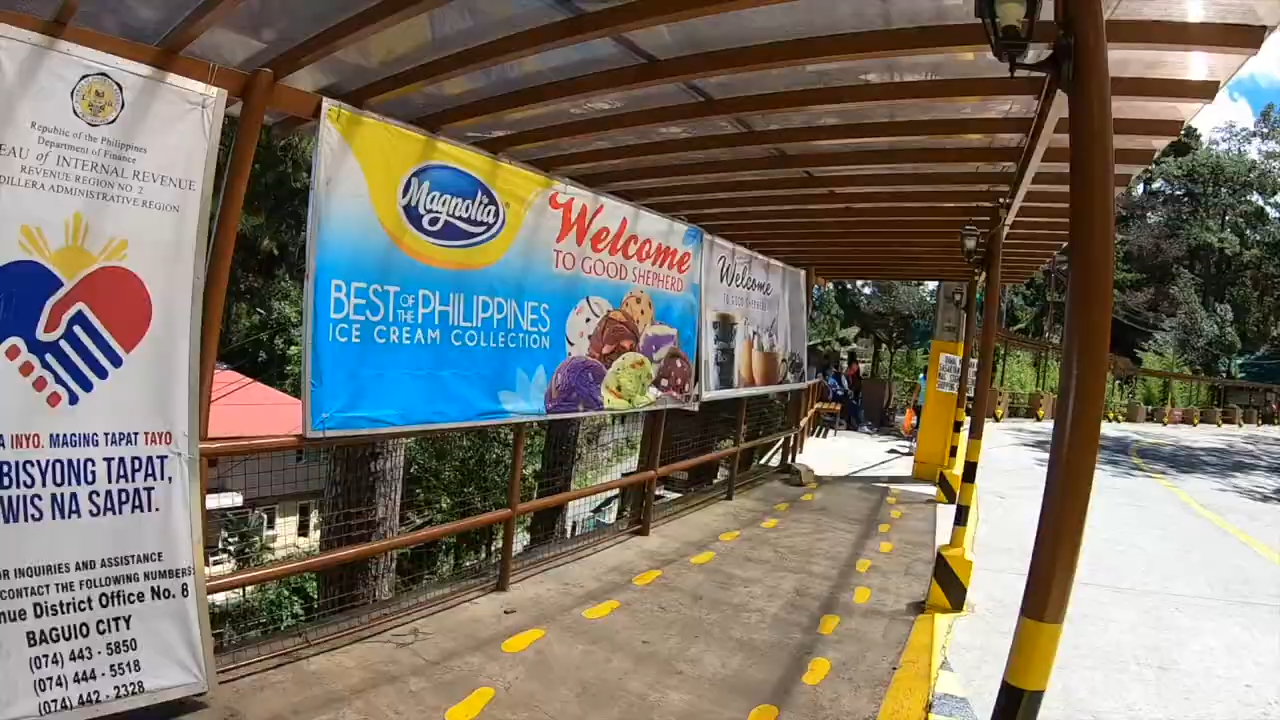 Republic of the Philippines
Department of Finance
EAU of INTERNAL REVENUE
REVENUE REGION NO. 2
DILLERA ADMINISTRATIVE REGION
A INYO. MAGING TAPAT TAYO
BISYONG TAPAT,
WIS NA SAPAT.
OR INQUIRIES AND ASSISTANCE
CONTACT THE FOLLOWING NUMBERS:
nue District Office No. 8
BAGUIO CITY
(074) 443 - 5850
(074) 444 - 5518
(074) 442 - 2328
Magnolia
Welcome
TO GOOD SHEPHERD
BEST OF THE PHILIPPINES
ICE CREAM COLLECTION
Welcome
TO GOOD SHEPHERD